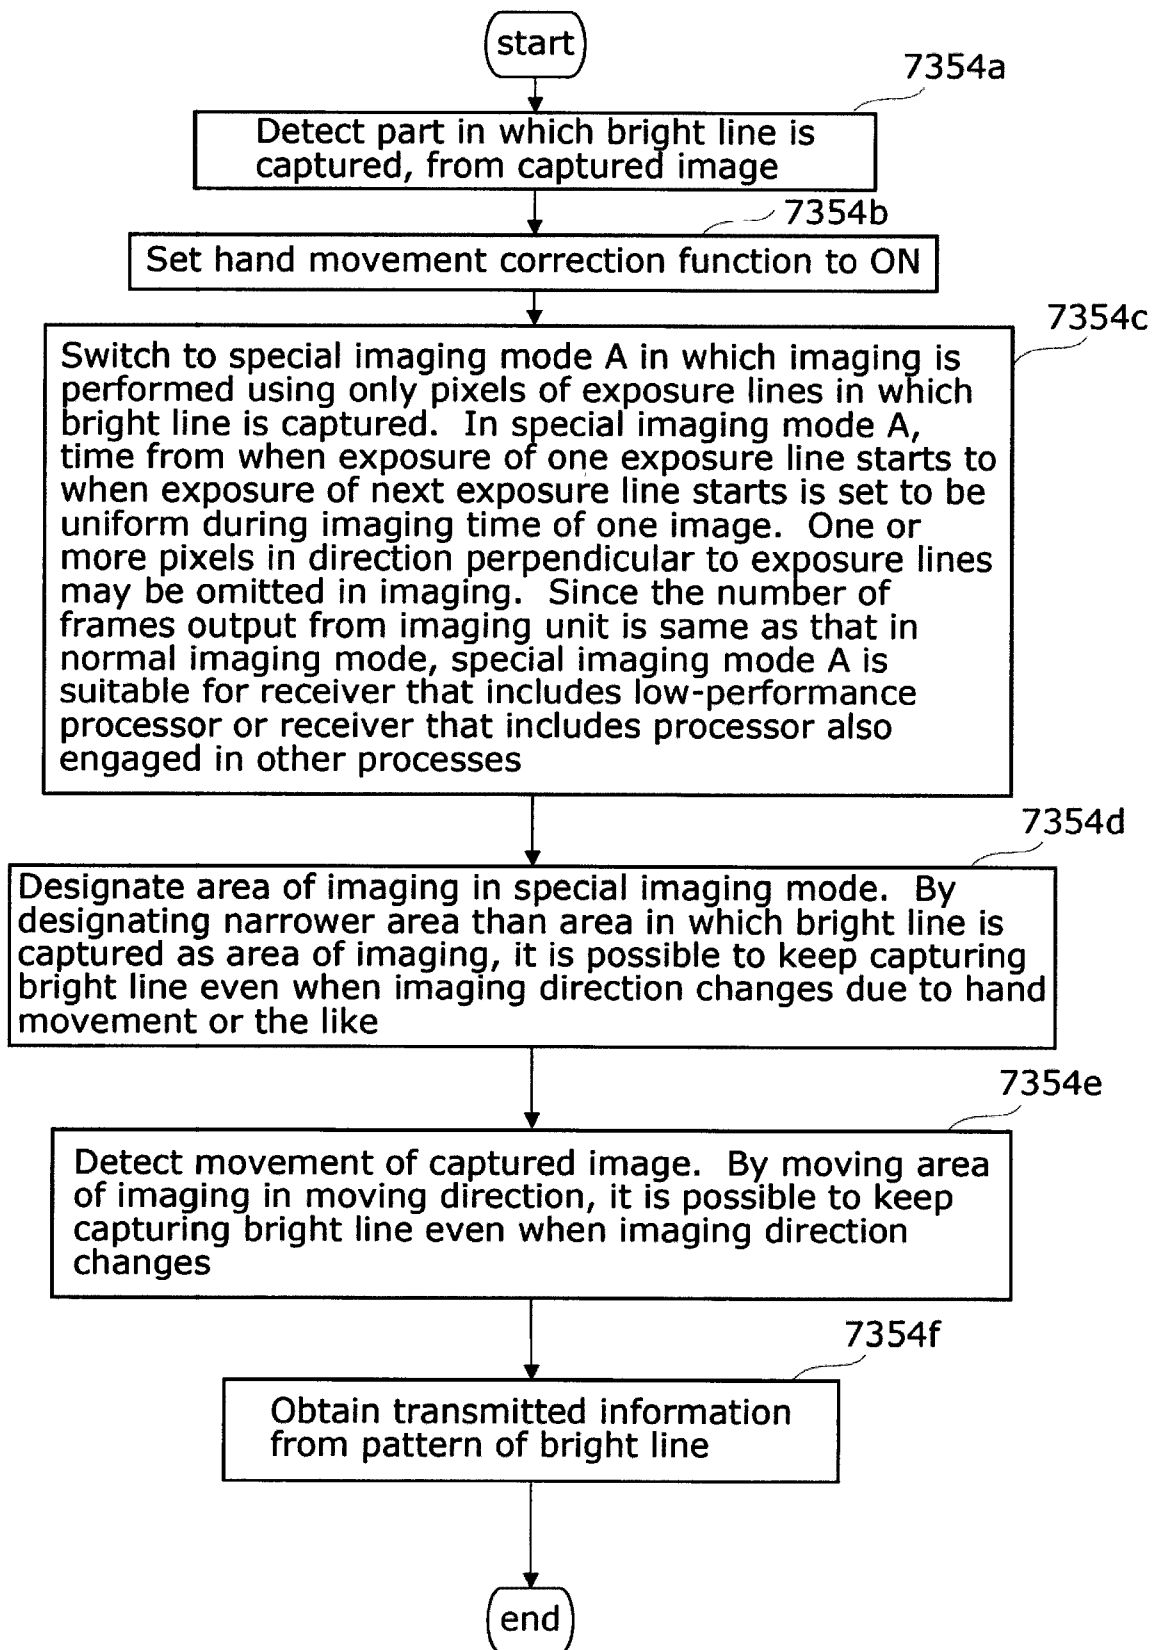 start
7354a
Detect part in which bright line is
captured, from captured image
7354b
Set hand movement correction function to ON
7354c
Switch to special imaging mode A in which imaging is
performed using only pixels of exposure lines in which
bright line is captured.  In special imaging mode A,
time from when exposure of one exposure line starts to
when exposure of next exposure line starts is set to be
uniform during imaging time of one image.  One or
more pixels in direction perpendicular to exposure lines
may be omitted in imaging.  Since the number of
frames output from imaging unit is same as that in
normal imaging mode, special imaging mode A is
suitable for receiver that includes low-performance
processor or receiver that includes processor also
engaged in other processes
7354d
Designate area of imaging in special imaging mode.  By
designating narrower area than area in which bright line is
captured as area of imaging, it is possible to keep capturing
bright line even when imaging direction changes due to hand
movement or the like
7354e
Detect movement of captured image.  By moving area
of imaging in moving direction, it is possible to keep
capturing bright line even when imaging direction
changes
7354f
Obtain transmitted information
from pattern of bright line
end